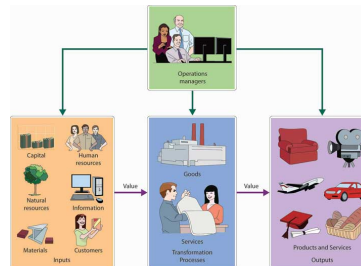 Operations
managers
Capital
Human
resources
Natural
resources
Information
Materials
Customers
Inputs
Value
Goods
Services
Transformation
Processes
Value
Products and Services
Outputs